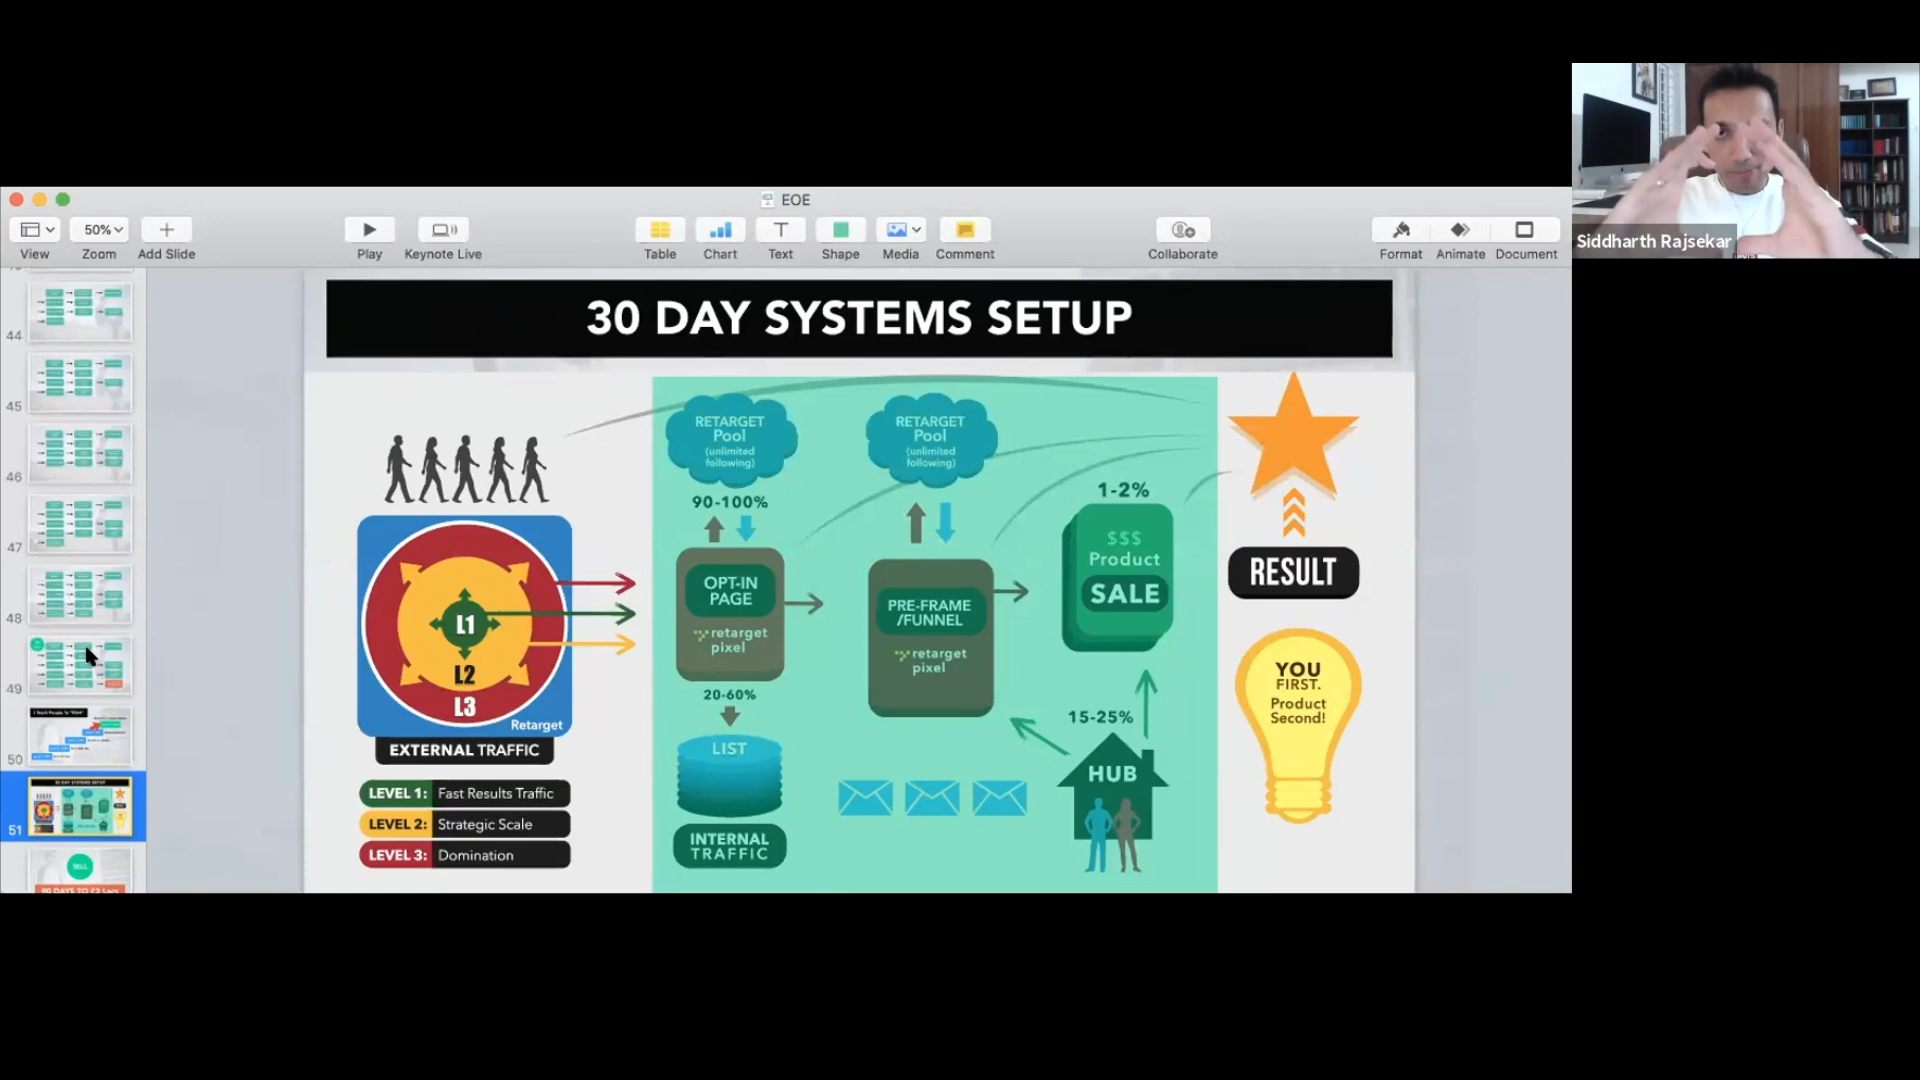 Siddharth Rajsekar
EOE
50%
View
Zoom
Add Slide
Play
Keynote Live
Table
Chart
Text
Shape
Media
Comment
Collaborate
Format
Animate
Document
44
45
46
47
48
49
50
51
30 DAY SYSTEMS SETUP
L1
L2
L3
Retarget
EXTERNAL TRAFFIC
LEVEL 1: Fast Results Traffic
LEVEL 2: Strategic Scale
LEVEL 3: Domination
RETARGET
Pool
(unlimited
following)
90-100%
OPT-IN
PAGE
retarget
pixel
20-60%
LIST
INTERNAL
TRAFFIC
RETARGET
Pool
(unlimited
following)
PRE-FRAME
/FUNNEL
retarget
pixel
1-2%
$$$
Product
SALE
15-25%
HUB
RESULT
YOU
FIRST.
Product
Second!